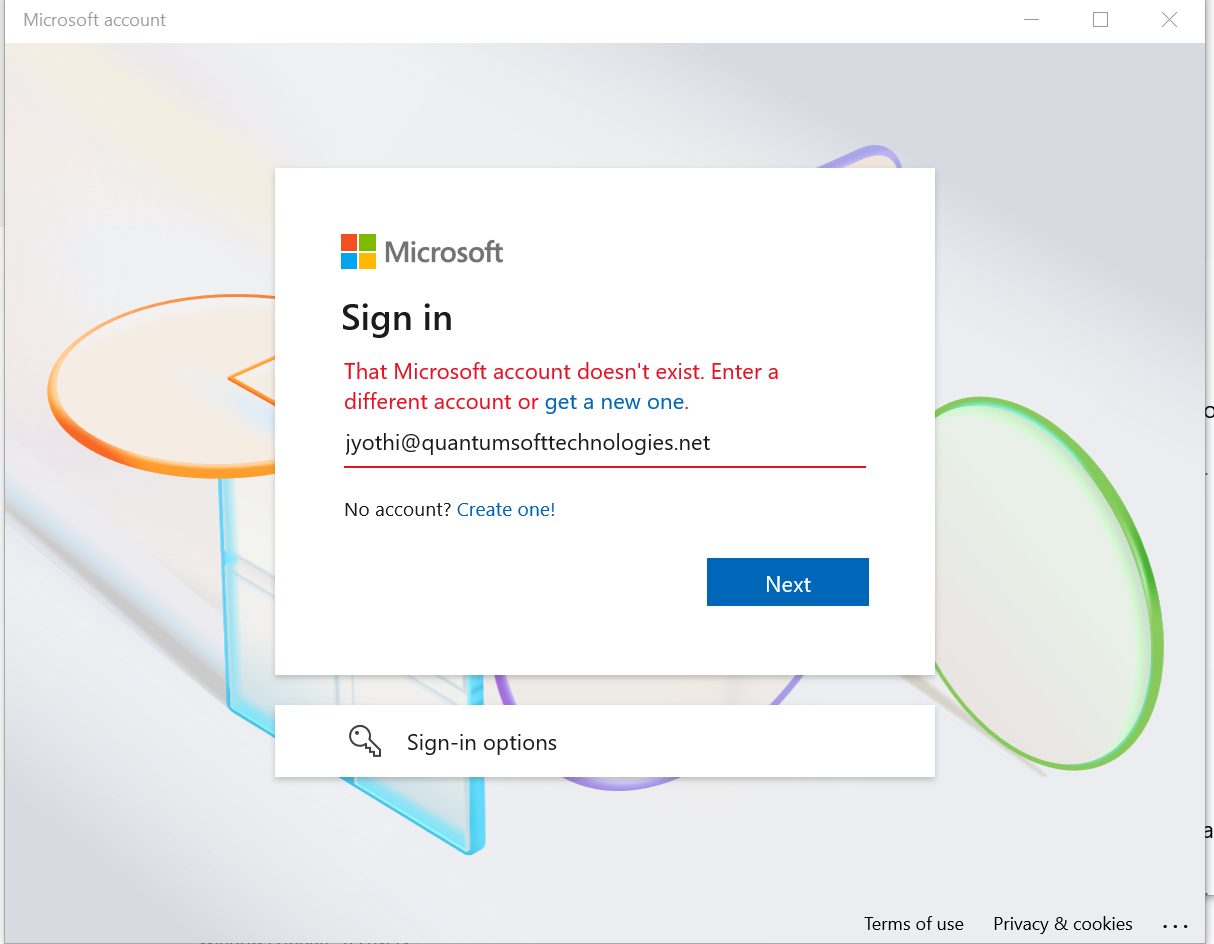 Microsoft account
Microsoft
Sign in
That Microsoft account doesn't exist. Enter a
different account or get a new one.
jyothi@quantumsofttechnologies.net
No account? Create one!
Next
Sign-in options
Terms of use Privacy & cookies ...